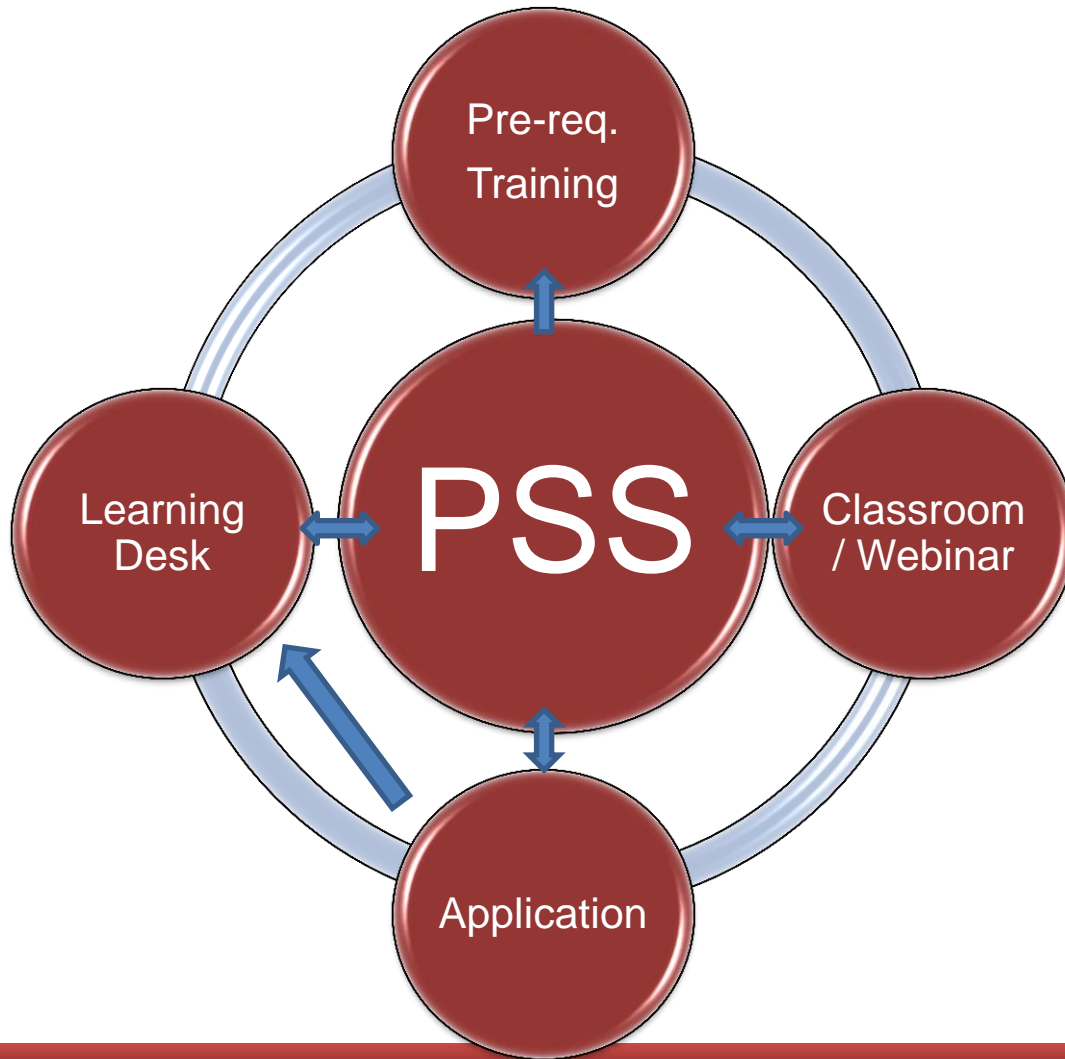 Pre-req.
Training
Learning
Desk
PSS
Classroom
/ Webinar
Application